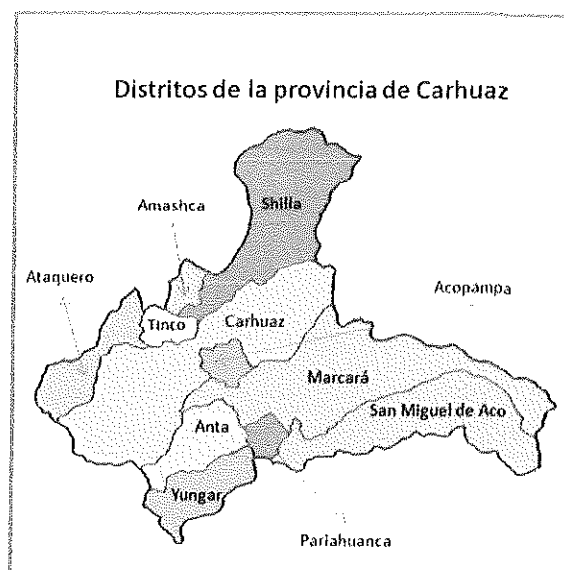 Distritos de la provincia de Carhuaz
Shilla
Amashca
Ataquero
Acopampa
Tinco
Carhuaz
Marcará
San Miguel de Aco
Anta
Yungar
Pariahuanca